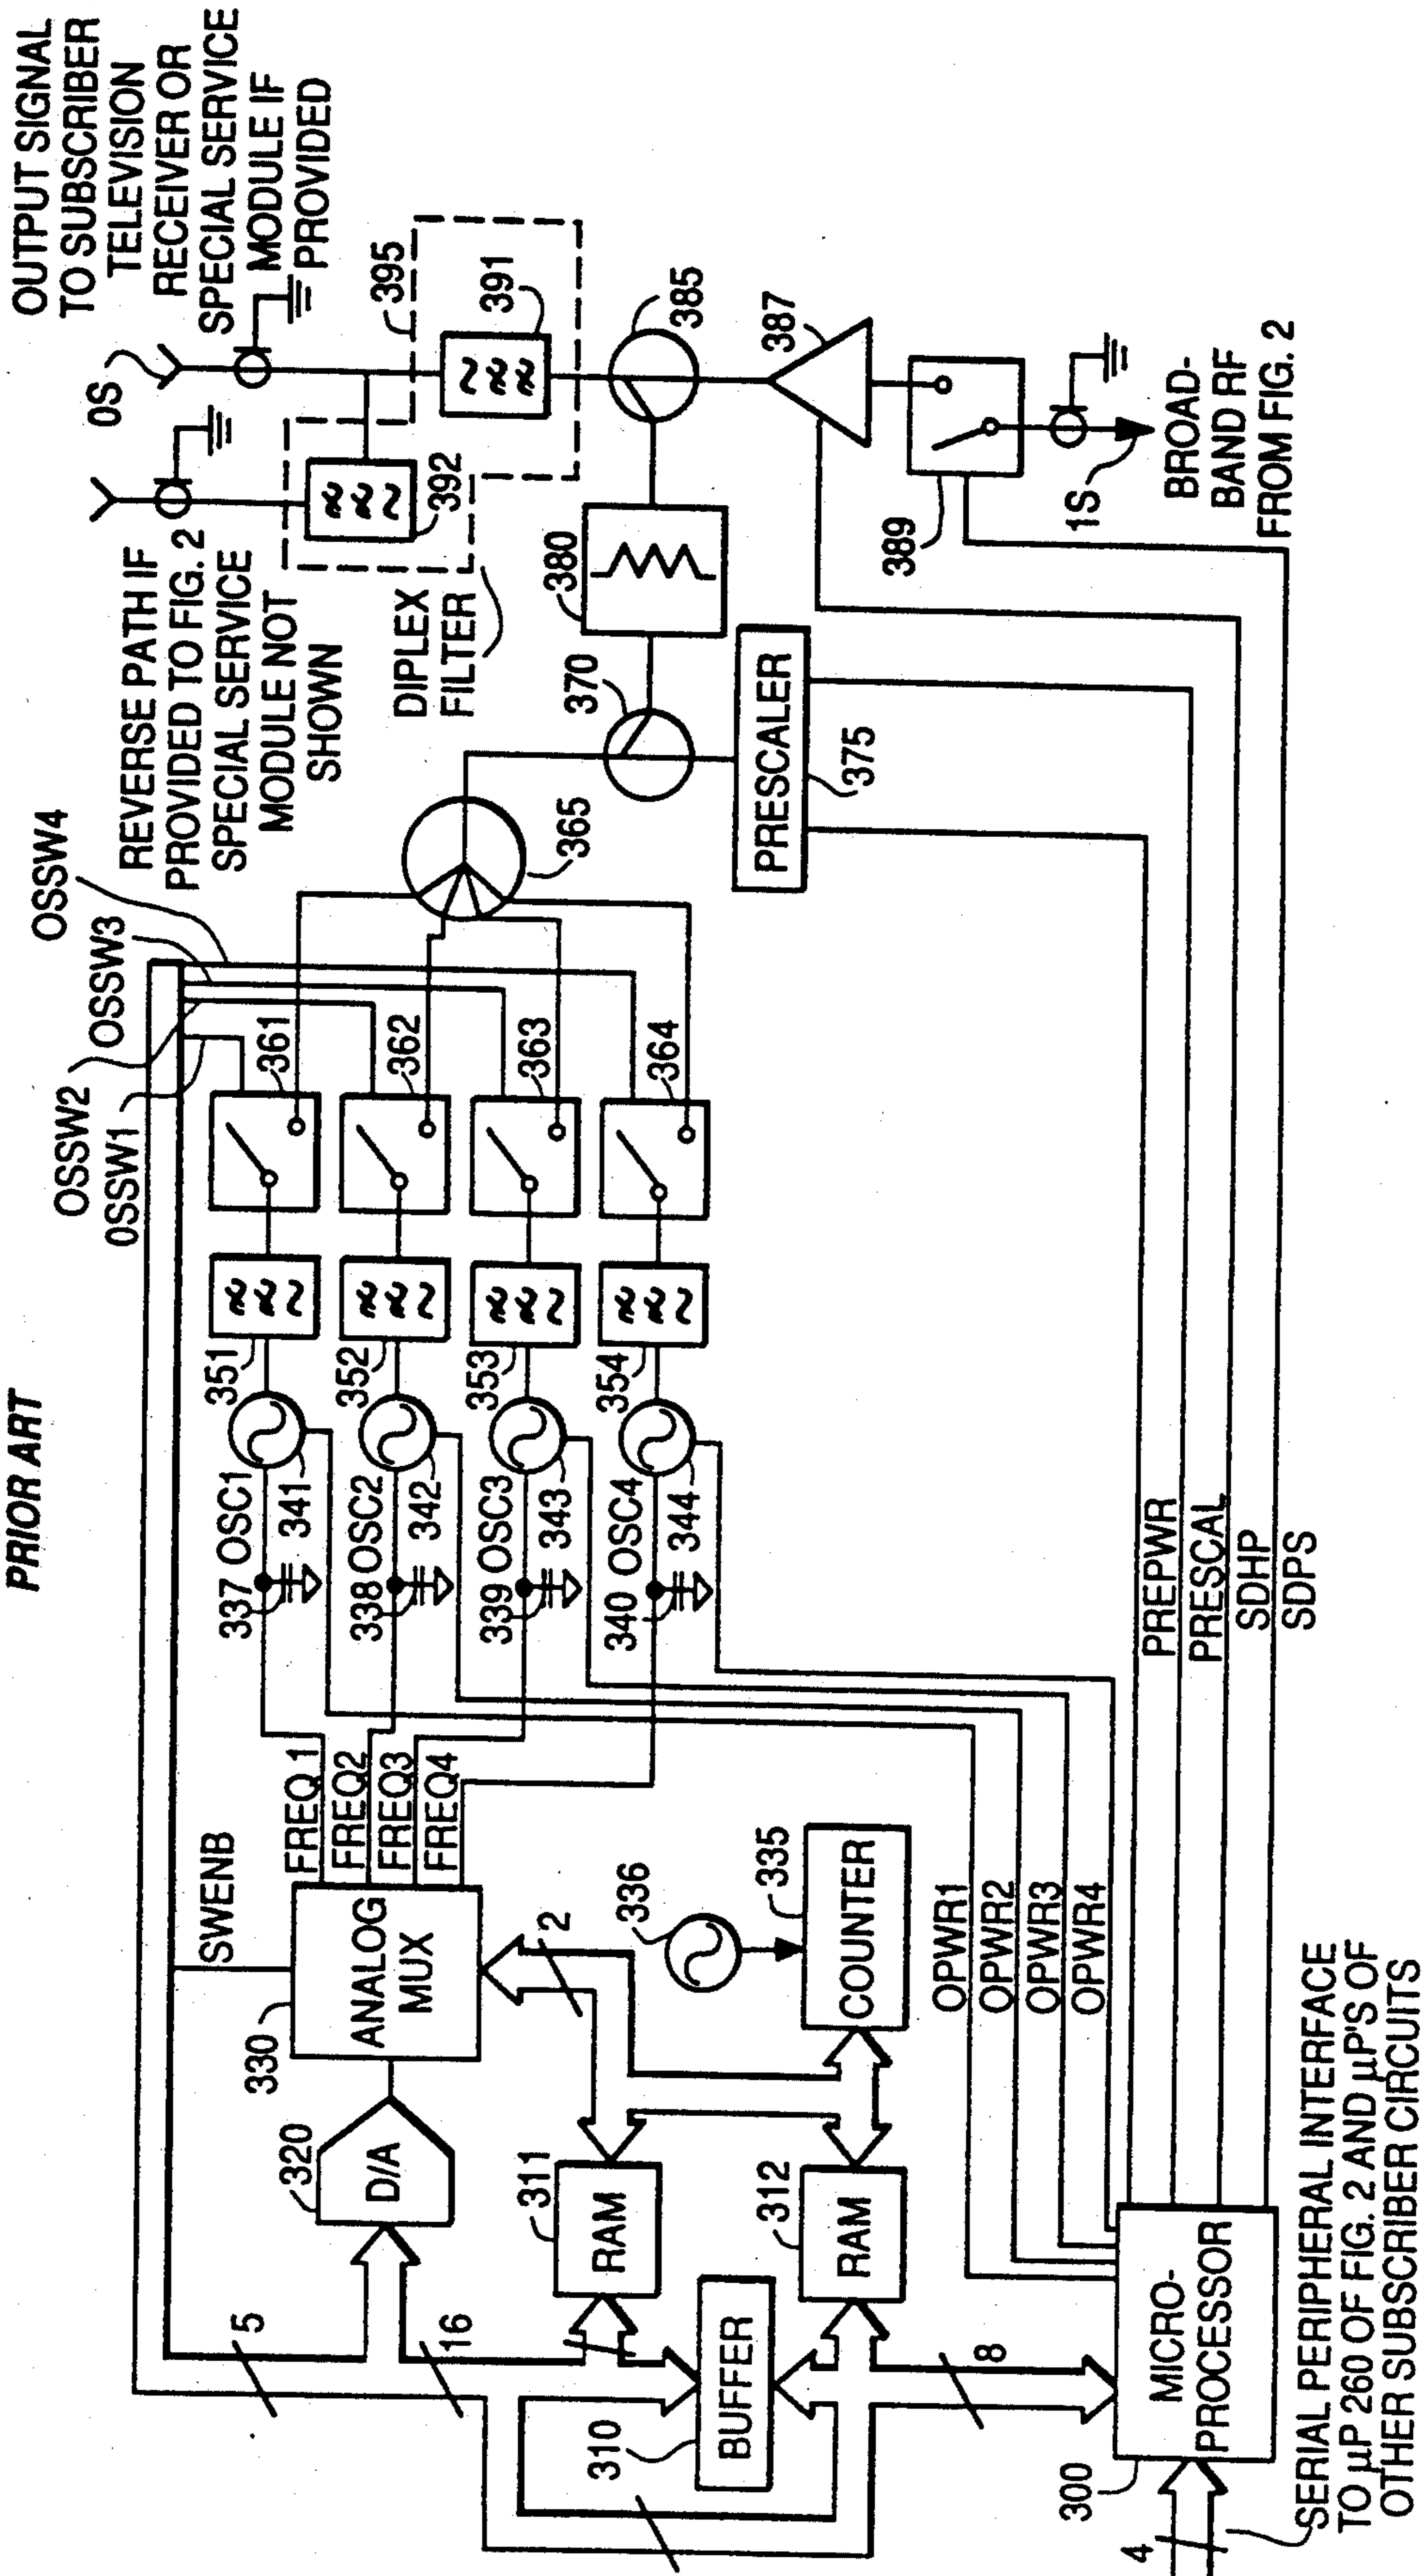 PRIOR ART
OSSW4
OSSW2
OSSW3
0SSW1
SWENB
330
ANALOG
MUX
320
D/A
FREQ1
FREQ2
FREQ3
FREQ4
337
OSC1
341
338
OSC2
342
339
OSC3
343
340
OSC4
344
351
352
353
354
361
362
363
364
365
REVERSE PATH IF
PROVIDED TO FIG. 2
SPECIAL SERVICE
MODULE NOT
SHOWN
OUTPUT SIGNAL
TO SUBSCRIBER
TELEVISION
RECEIVER OR
SPECIAL SERVICE
MODULE IF
PROVIDED
0S
395
391
392
DIPLEX
FILTER
385
380
370
387
389
1S
BROAD-
BAND RF
FROM FIG. 2
PRESCALER
375
5
16
2
311
RAM
312
RAM
336
335
COUNTER
310
BUFFER
8
OPWR1
OPWR2
OPWR3
OPWR4
PREPWR
PRESCAL
SDHP
SDPS
300
MICRO-
PROCESSOR
4
SERIAL PERIPHERAL INTERFACE
TO µP 260 OF FIG. 2 AND µP'S OF
OTHER SUBSCRIBER CIRCUITS